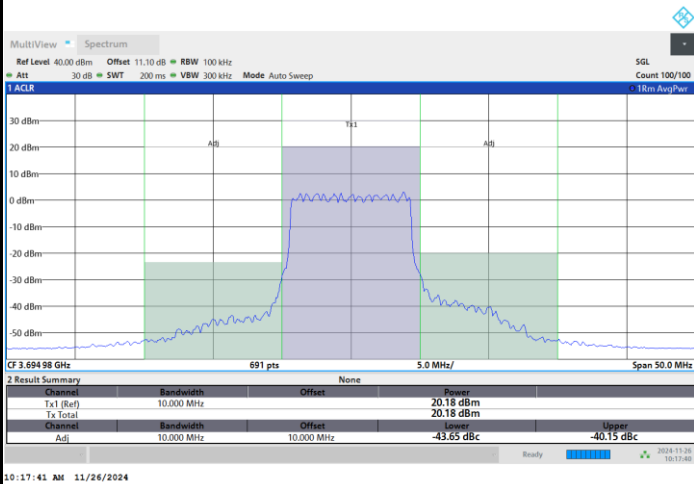 MultiView Spectrum
Ref Level 40.00 dBm Offset 11.10 dB RBW 100 kHz SGL
Att 30 dB SWT 200 ms VBW 300 kHz Mode Auto Sweep Count 100/100
1 ACLR 1Rm AvgPwr
30 dBm
Tx1
20 dBm Adj Adj
10 dBm
0 dBm
-10 dBm
-20 dBm
-30 dBm
-40 dBm
-50 dBm
CF 3.694 98 GHz 691 pts 5.0 MHz/ Span 50.0 MHz
2 Result Summary None
Channel Bandwidth Offset Power
Tx1 (Ref) 10.000 MHz 20.18 dBm
Tx Total 20.18 dBm
Channel Bandwidth Offset Lower Upper
Adj 10.000 MHz 10.000 MHz -43.65 dBc -40.15 dBc
Ready 2024-11-26
10:17:40
10:17:41 AM 11/26/2024